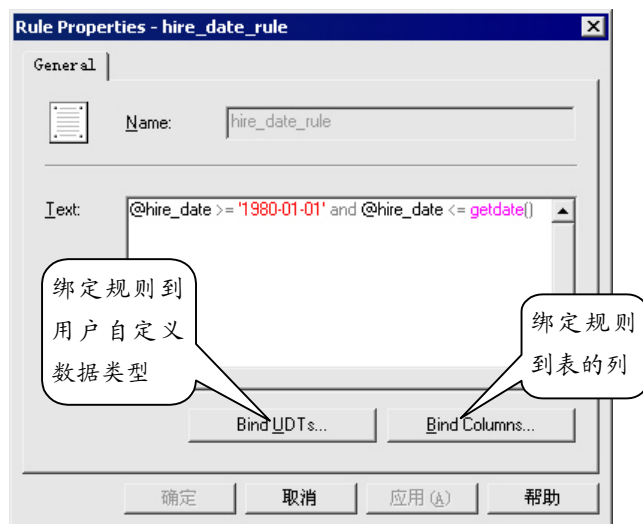 Rule Properties - hire_date_rule
General
Name: hire_date_rule
Text: @hire_date >= '1980-01-01' and @hire_date <= getdate()
绑定规则到
用户自定义
数据类型
绑定规则
到表的列
Bind UDTs... Bind Columns...
确定 取消 应用(A) 帮助